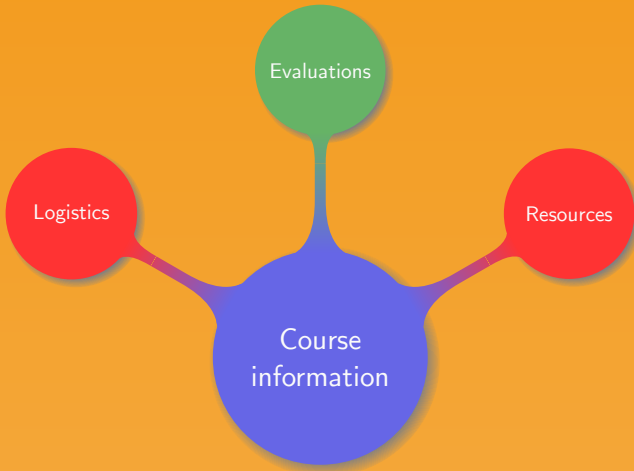 Evaluations
Logistics
Resources
Course
information